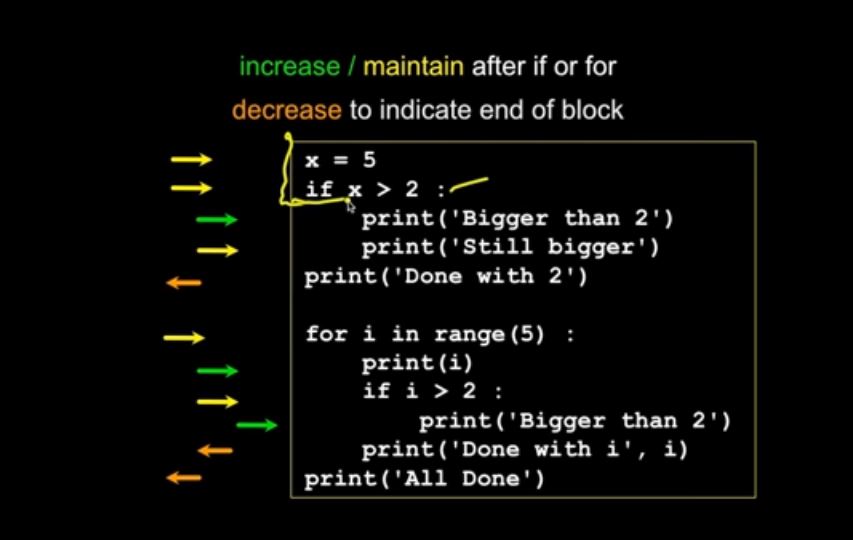 increase / maintain after if or for
decrease to indicate end of block
x = 5
if x > 2 :
    print('Bigger than 2')
    print('Still bigger')
print('Done with 2')

for i in range(5) :
    print(i)
    if i > 2 :
        print('Bigger than 2')
    print('Done with i', i)
print('All Done')